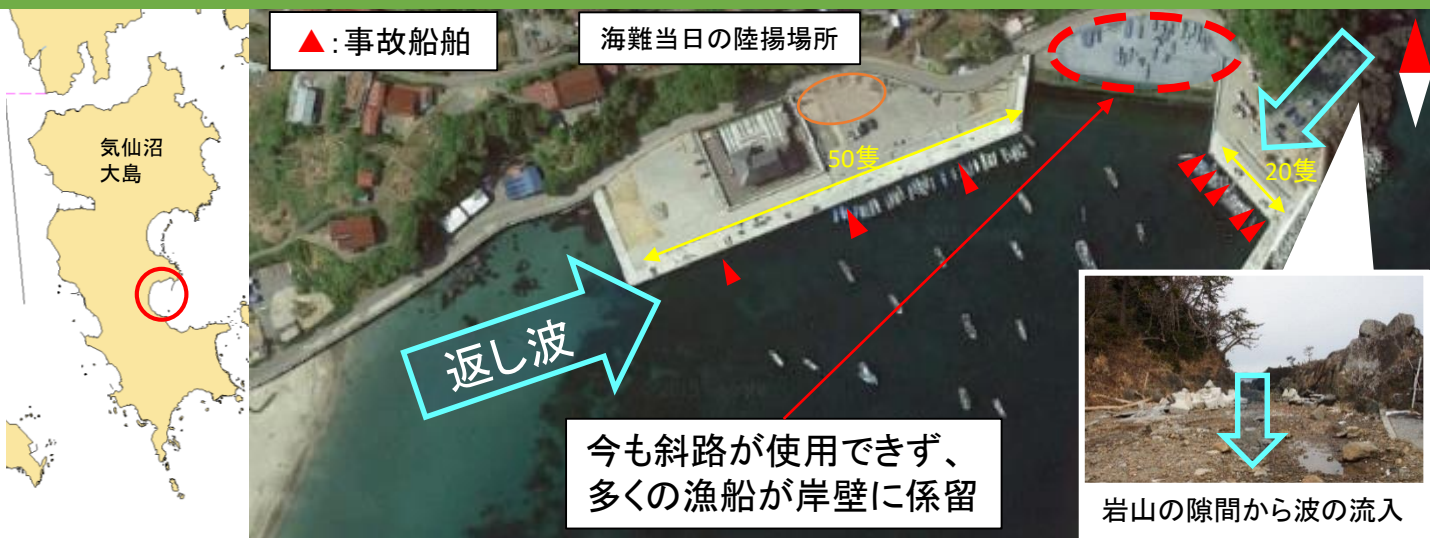 ▲:事故船舶
海難当日の陸揚場所
気仙沼
大島
50隻
20隻
返し波
今も斜路が使用できず、
多くの漁船が岸壁に係留
岩山の隙間から波の流入